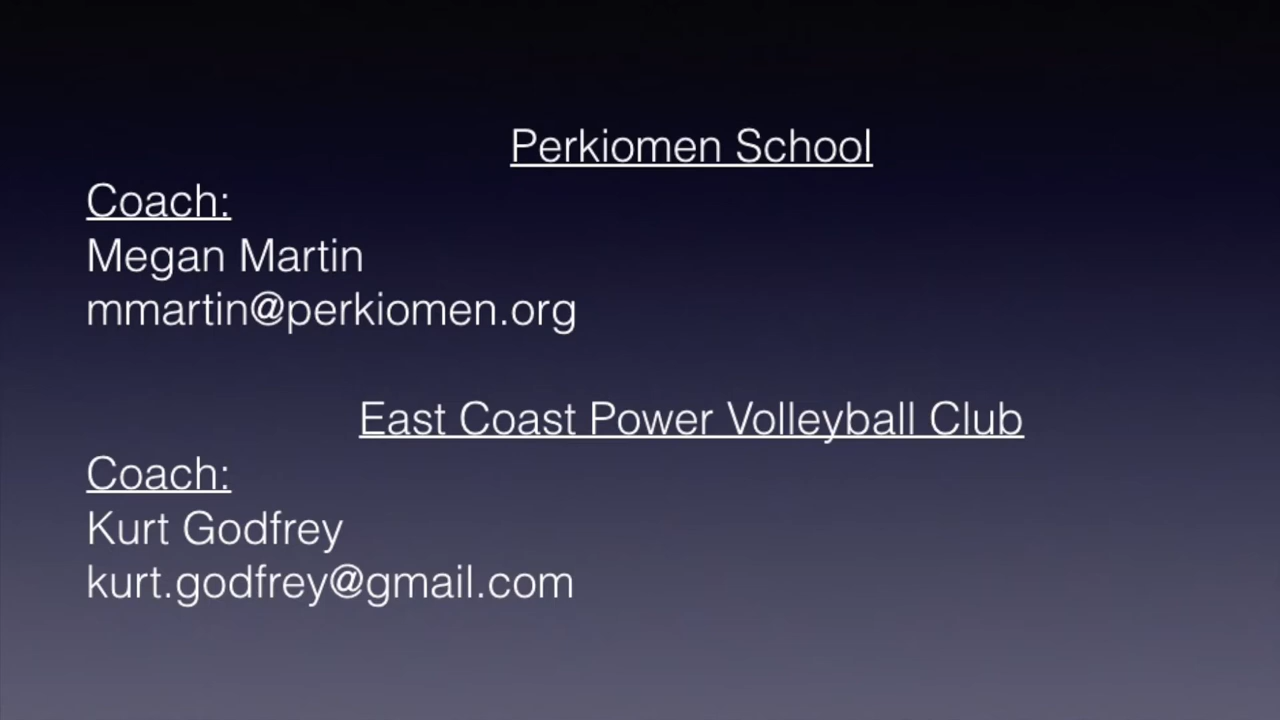 Perkiomen School
Coach:
Megan Martin
mmartin@perkiomen.org
East Coast Power Volleyball Club
Coach:
Kurt Godfrey
kurt.godfrey@gmail.com